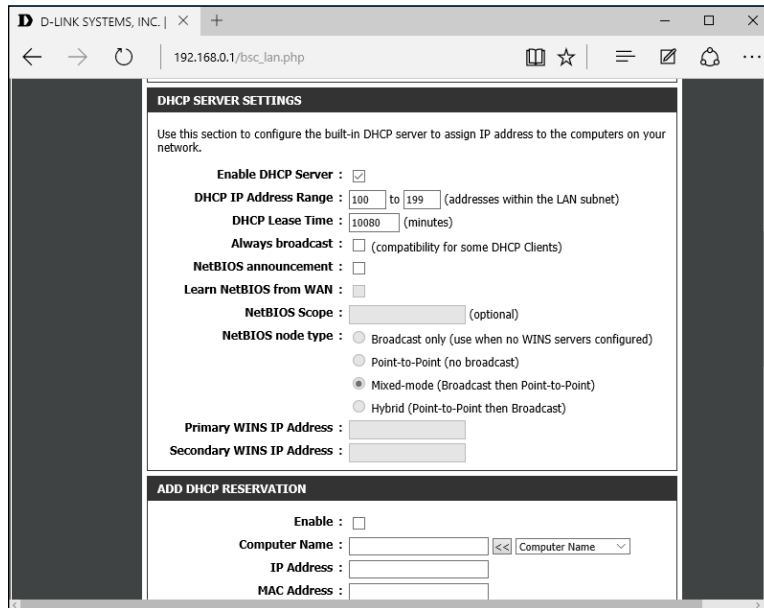 D-LINK SYSTEMS, INC. |
192.168.0.1/bsc_lan.php
DHCP SERVER SETTINGS
Use this section to configure the built-in DHCP server to assign IP address to the computers on your
network.
Enable DHCP Server :
DHCP IP Address Range : 100 to 199 (addresses within the LAN subnet)
DHCP Lease Time : 10080 (minutes)
Always broadcast : (compatibility for some DHCP Clients)
NetBIOS announcement :
Learn NetBIOS from WAN :
NetBIOS Scope : (optional)
NetBIOS node type : Broadcast only (use when no WINS servers configured)
Point-to-Point (no broadcast)
Mixed-mode (Broadcast then Point-to-Point)
Hybrid (Point-to-Point then Broadcast)
Primary WINS IP Address :
Secondary WINS IP Address :
ADD DHCP RESERVATION
Enable :
Computer Name : << Computer Name
IP Address :
MAC Address :